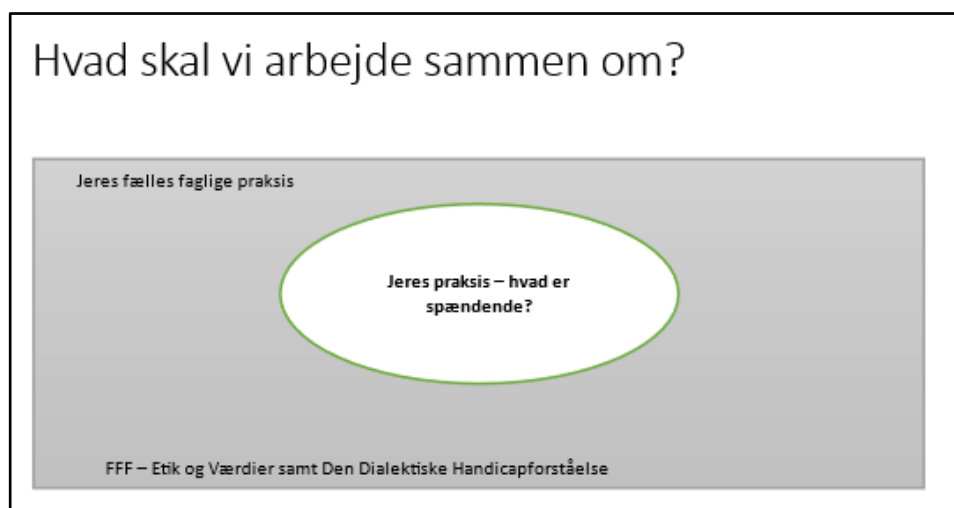 Hvad skal vi arbejde sammen om?
Jeres fælles faglige praksis
Jeres praksis – hvad er
spændende?
FFF – Etik og Værdier samt Den Dialektiske Handicapforståelse